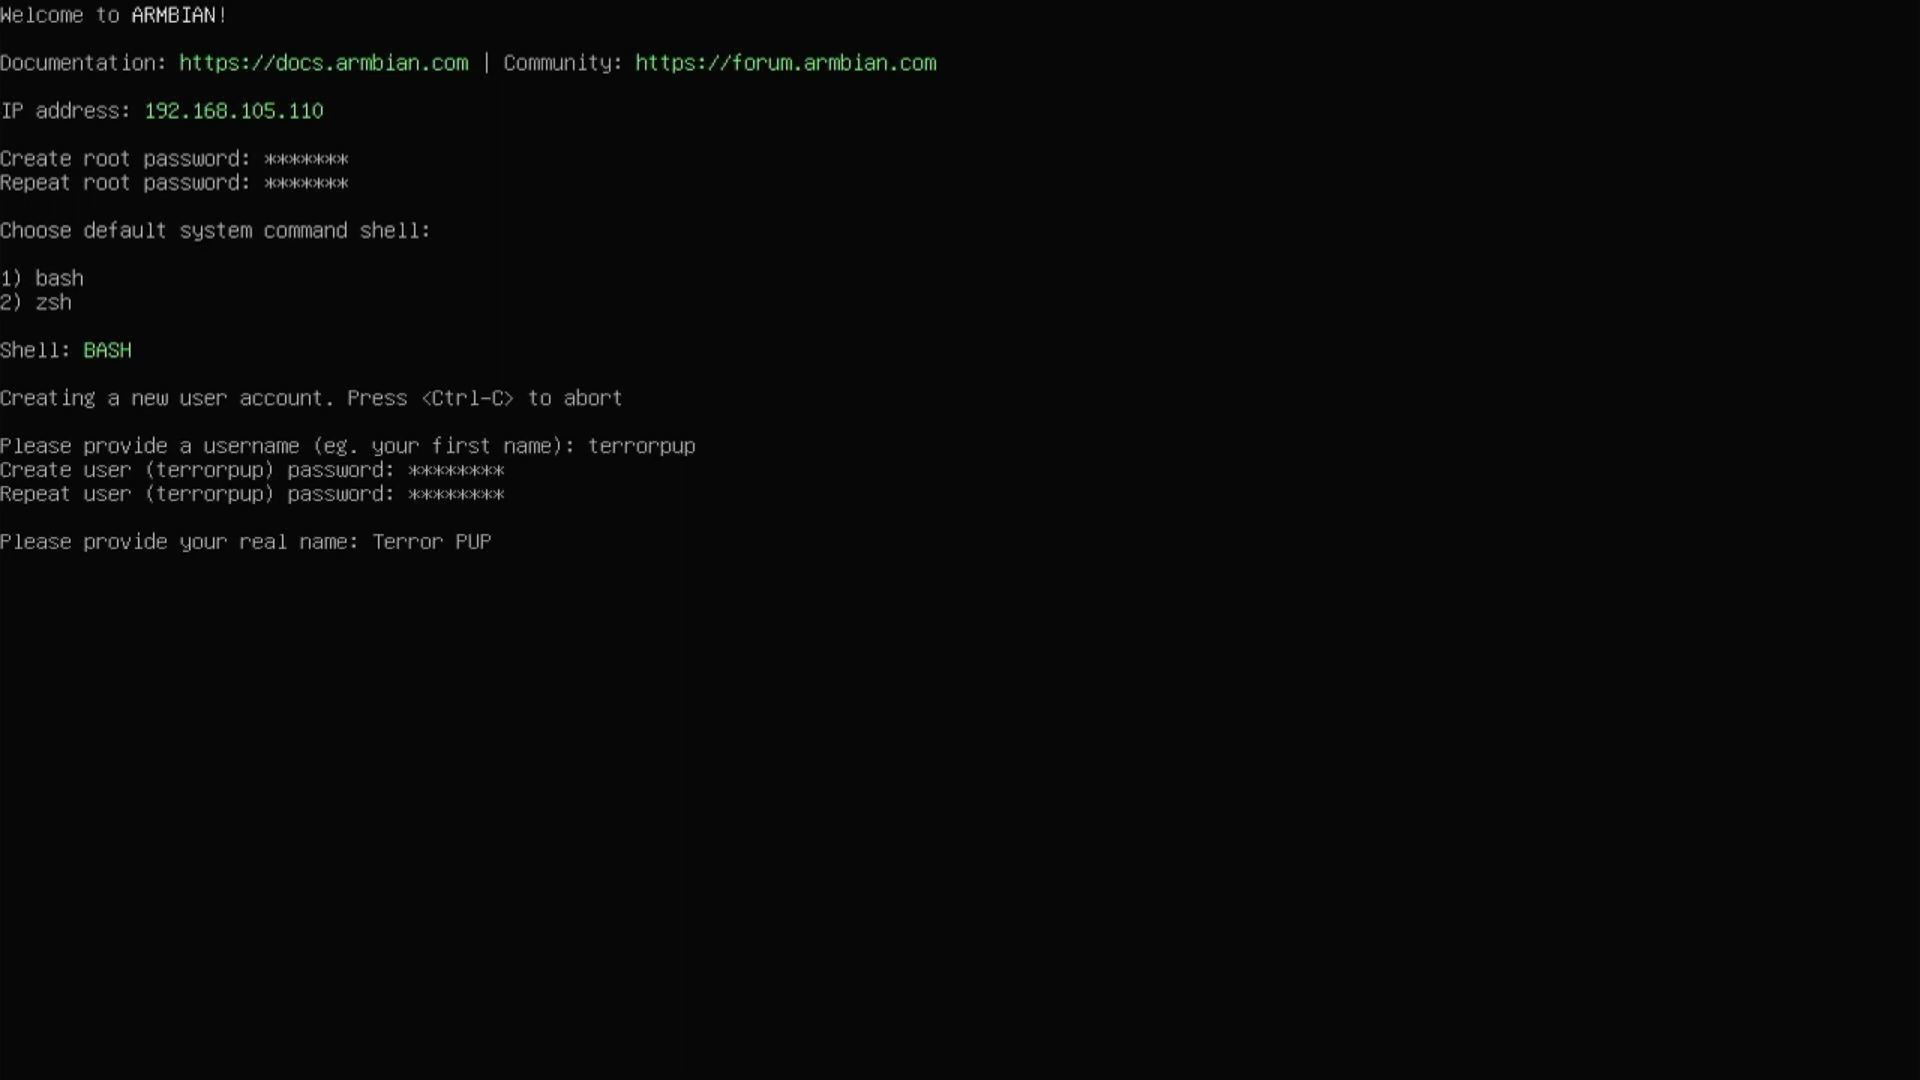 Welcome to ARMBIAN!
Documentation: https://docs.armbian.com | Community: https://forum.armbian.com
IP address: 192.168.105.110
Create root password: *******
Repeat root password: *******
Choose default system command shell:
1) bash
2) zsh
Shell: BASH
Creating a new user account. Press <Ctrl-C> to abort
Please provide a username (eg. your first name): terrorpup
Create user (terrorpup) password: ********
Repeat user (terrorpup) password: ********
Please provide your real name: Terror PUP